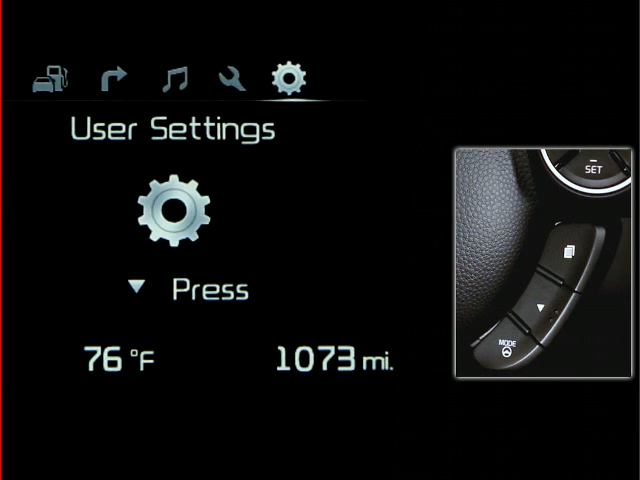 User Settings
▼ Press
76 °F
1073 mi.
SET
MODE